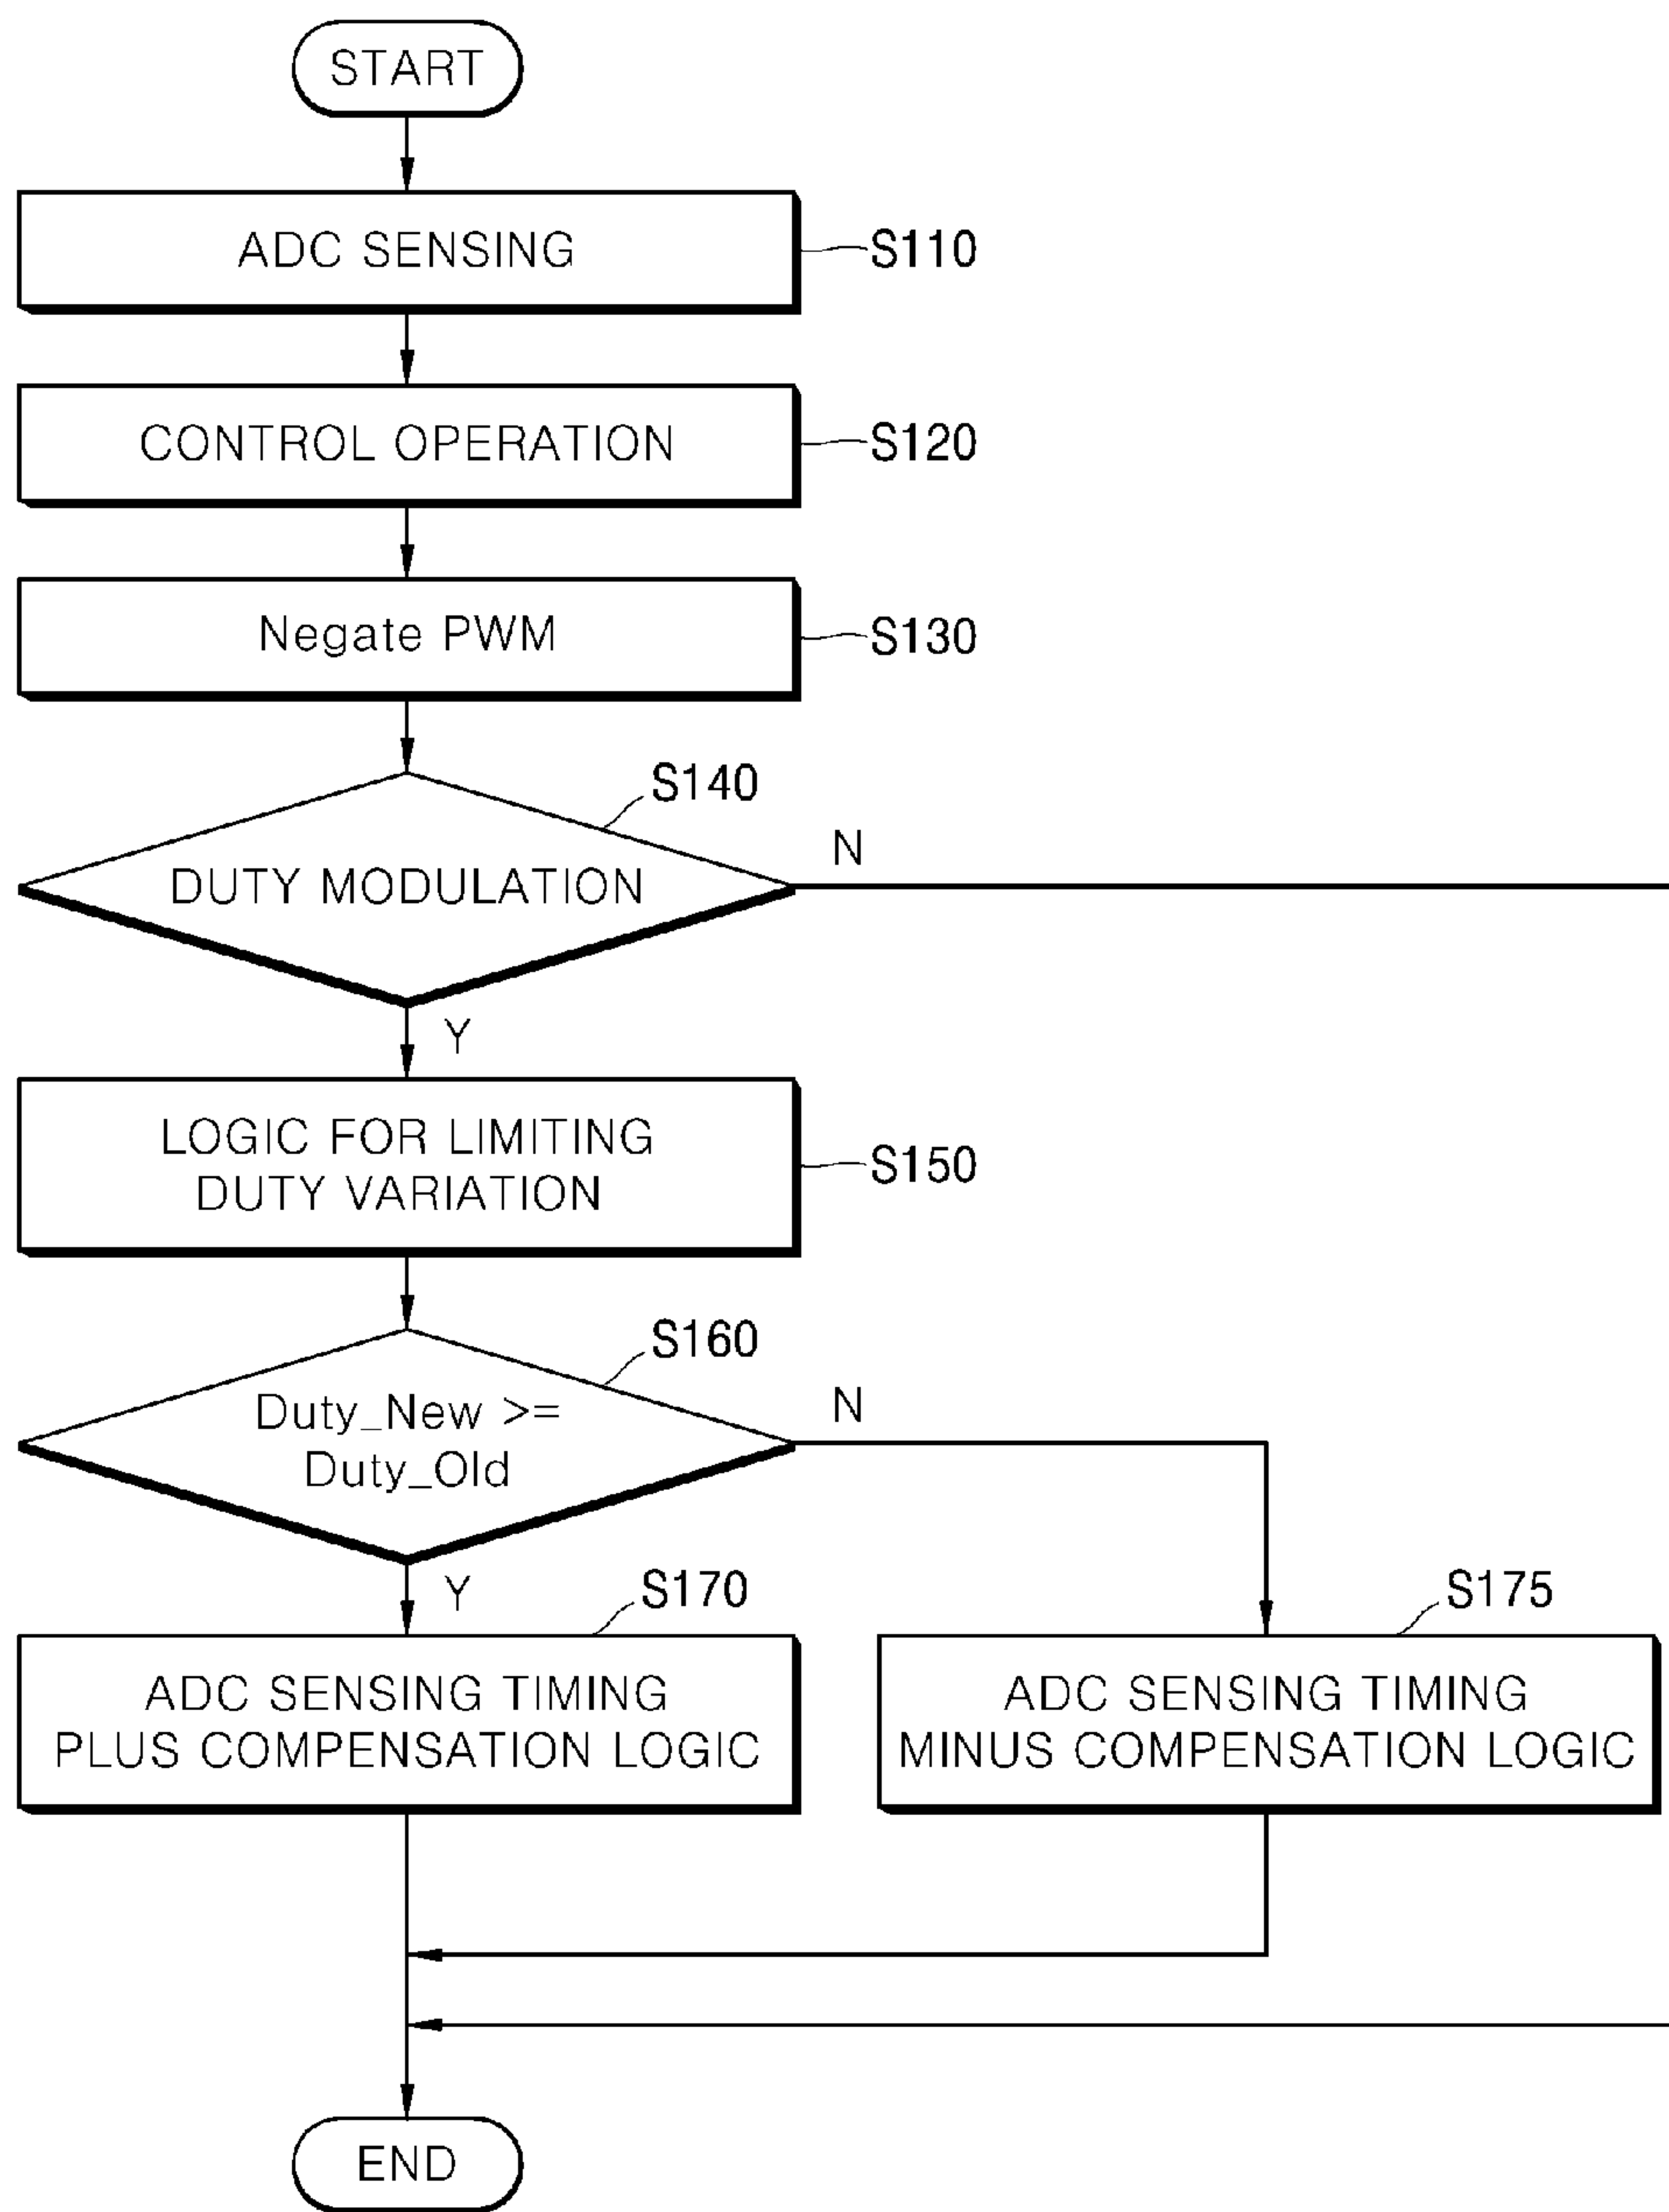 START
ADC SENSING
S110
CONTROL OPERATION
S120
Negate PWM
S130
S140
DUTY MODULATION
N
Y
LOGIC FOR LIMITING
DUTY VARIATION
S150
S160
Duty_New >=
Duty_Old
N
Y
S170
ADC SENSING TIMING
PLUS COMPENSATION LOGIC
S175
ADC SENSING TIMING
MINUS COMPENSATION LOGIC
END